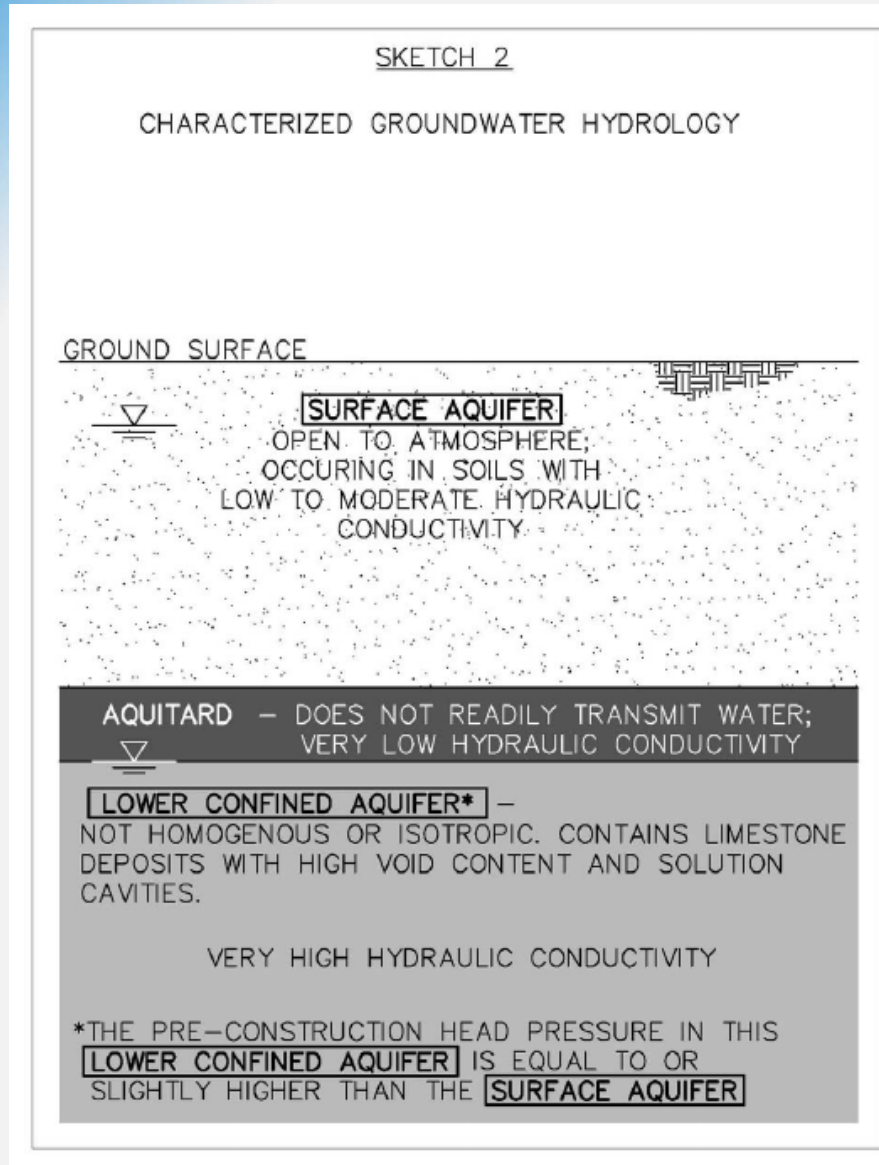 SKETCH 2
CHARACTERIZED GROUNDWATER HYDROLOGY
GROUND SURFACE
SURFACE AQUIFER
OPEN TO ATMOSPHERE;
OCCURING IN SOILS WITH
LOW TO MODERATE HYDRAULIC
CONDUCTIVITY
AQUITARD – DOES NOT READILY TRANSMIT WATER;
VERY LOW HYDRAULIC CONDUCTIVITY
LOWER CONFINED AQUIFER* –
NOT HOMOGENOUS OR ISOTROPIC. CONTAINS LIMESTONE
DEPOSITS WITH HIGH VOID CONTENT AND SOLUTION
CAVITIES.
VERY HIGH HYDRAULIC CONDUCTIVITY
*THE PRE–CONSTRUCTION HEAD PRESSURE IN THIS
LOWER CONFINED AQUIFER IS EQUAL TO OR
SLIGHTLY HIGHER THAN THE SURFACE AQUIFER